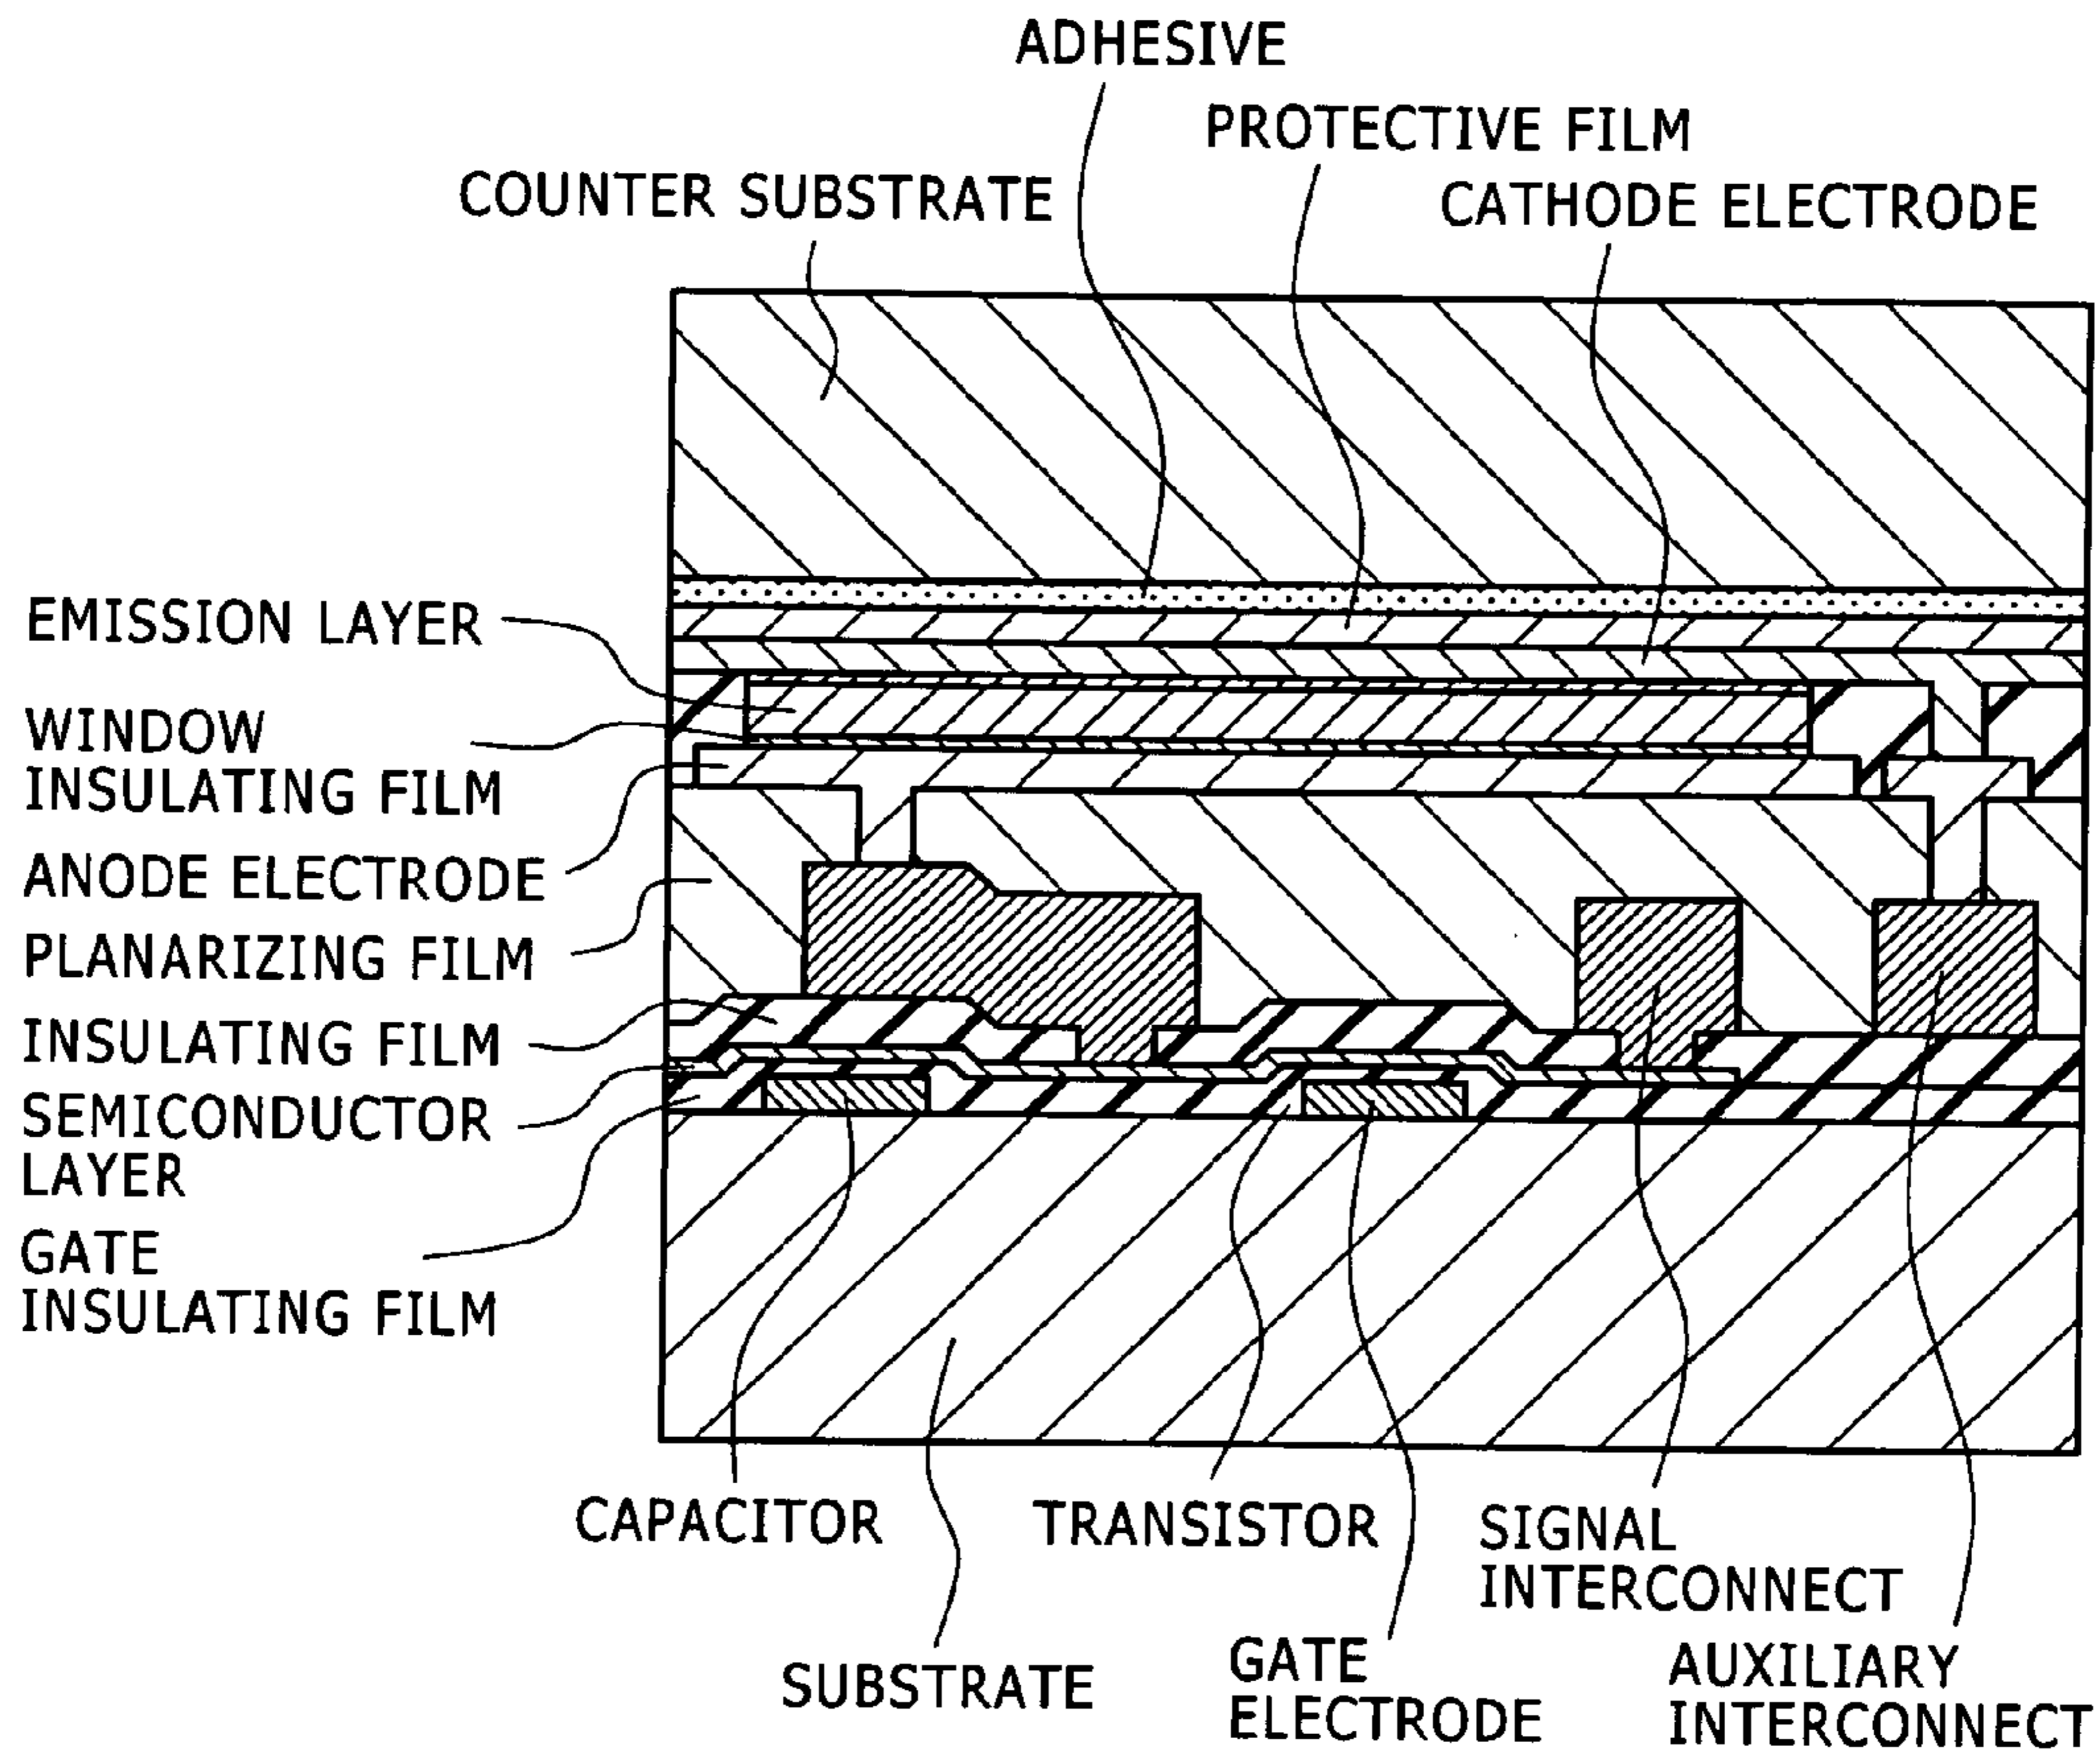 ADHESIVE
PROTECTIVE FILM
COUNTER SUBSTRATE
CATHODE ELECTRODE
EMISSION LAYER
WINDOW
INSULATING FILM
ANODE ELECTRODE
PLANARIZING FILM
INSULATING FILM
SEMICONDUCTOR
LAYER
GATE
INSULATING FILM
CAPACITOR
TRANSISTOR
SIGNAL
INTERCONNECT
SUBSTRATE
GATE
ELECTRODE
AUXILIARY
INTERCONNECT